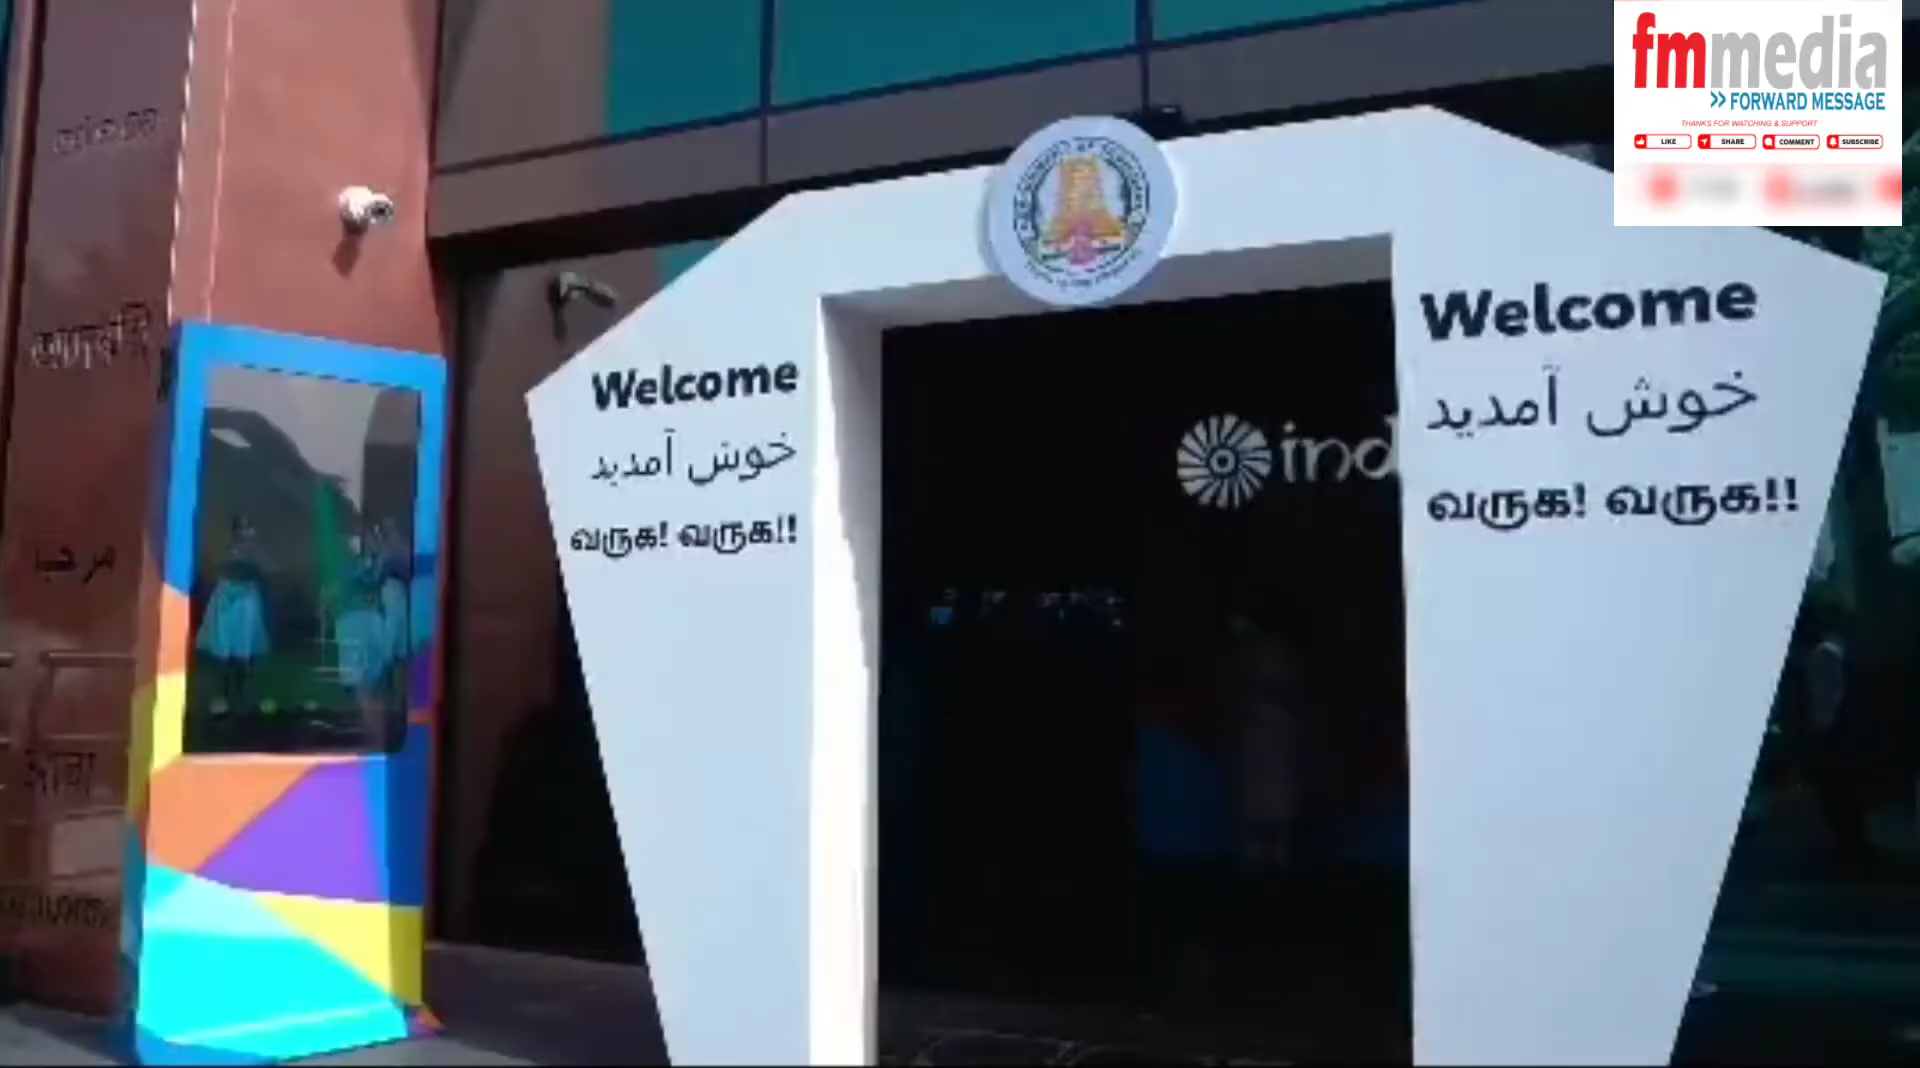 fmmedia
>> FORWARD MESSAGE
THANKS FOR WATCHING & SUPPORT
LIKE
SHARE
COMMENT
SUBSCRIBE
Welcome
خوش آمدید
வருக! வருக!!
ind
Welcome
خوش آمدید
வருக! வருக!!
مرحبا